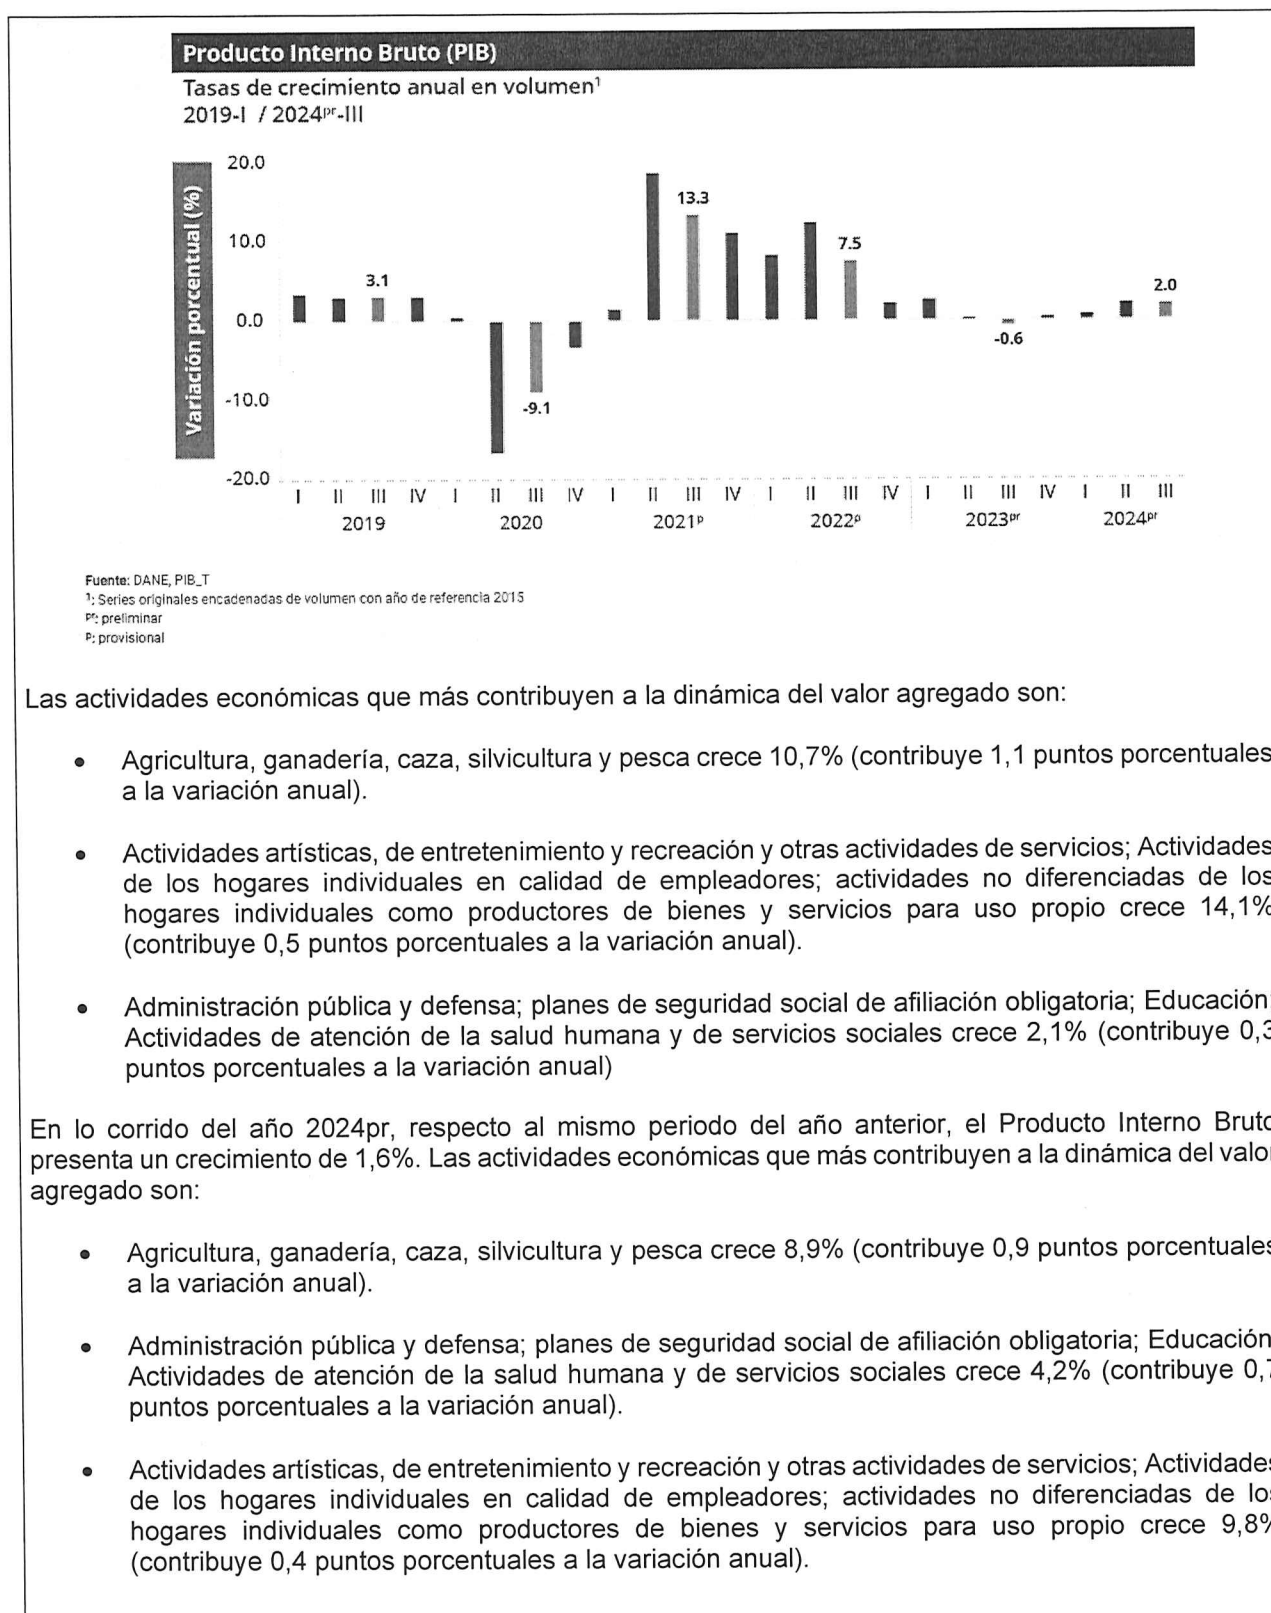 Producto Interno Bruto (PIB)
Tasas de crecimiento anual en volumen¹
2019-I / 2024ᵖʳ-III
Variación porcentual (%)
20.0
10.0
0.0
-10.0
-20.0
3.1
-9.1
13.3
7.5
-0.6
2.0
I II III IV I II III IV I II III IV I II III IV I II III IV I II III
2019 2020 2021ᵖ 2022ᵖ 2023ᵖʳ 2024ᵖʳ
Fuente: DANE, PIB_T
¹: Series originales encadenadas de volumen con año de referencia 2015
ᵖʳ: preliminar
ᵖ: provisional
Las actividades económicas que más contribuyen a la dinámica del valor agregado son:
• Agricultura, ganadería, caza, silvicultura y pesca crece 10,7% (contribuye 1,1 puntos porcentuales
a la variación anual).
• Actividades artísticas, de entretenimiento y recreación y otras actividades de servicios; Actividades
de los hogares individuales en calidad de empleadores; actividades no diferenciadas de los
hogares individuales como productores de bienes y servicios para uso propio crece 14,1%
(contribuye 0,5 puntos porcentuales a la variación anual).
• Administración pública y defensa; planes de seguridad social de afiliación obligatoria; Educación;
Actividades de atención de la salud humana y de servicios sociales crece 2,1% (contribuye 0,3
puntos porcentuales a la variación anual)
En lo corrido del año 2024pr, respecto al mismo periodo del año anterior, el Producto Interno Bruto
presenta un crecimiento de 1,6%. Las actividades económicas que más contribuyen a la dinámica del valor
agregado son:
• Agricultura, ganadería, caza, silvicultura y pesca crece 8,9% (contribuye 0,9 puntos porcentuales
a la variación anual).
• Administración pública y defensa; planes de seguridad social de afiliación obligatoria; Educación
Actividades de atención de la salud humana y de servicios sociales crece 4,2% (contribuye 0,7
puntos porcentuales a la variación anual).
• Actividades artísticas, de entretenimiento y recreación y otras actividades de servicios; Actividades
de los hogares individuales en calidad de empleadores; actividades no diferenciadas de los
hogares individuales como productores de bienes y servicios para uso propio crece 9,8%
(contribuye 0,4 puntos porcentuales a la variación anual).